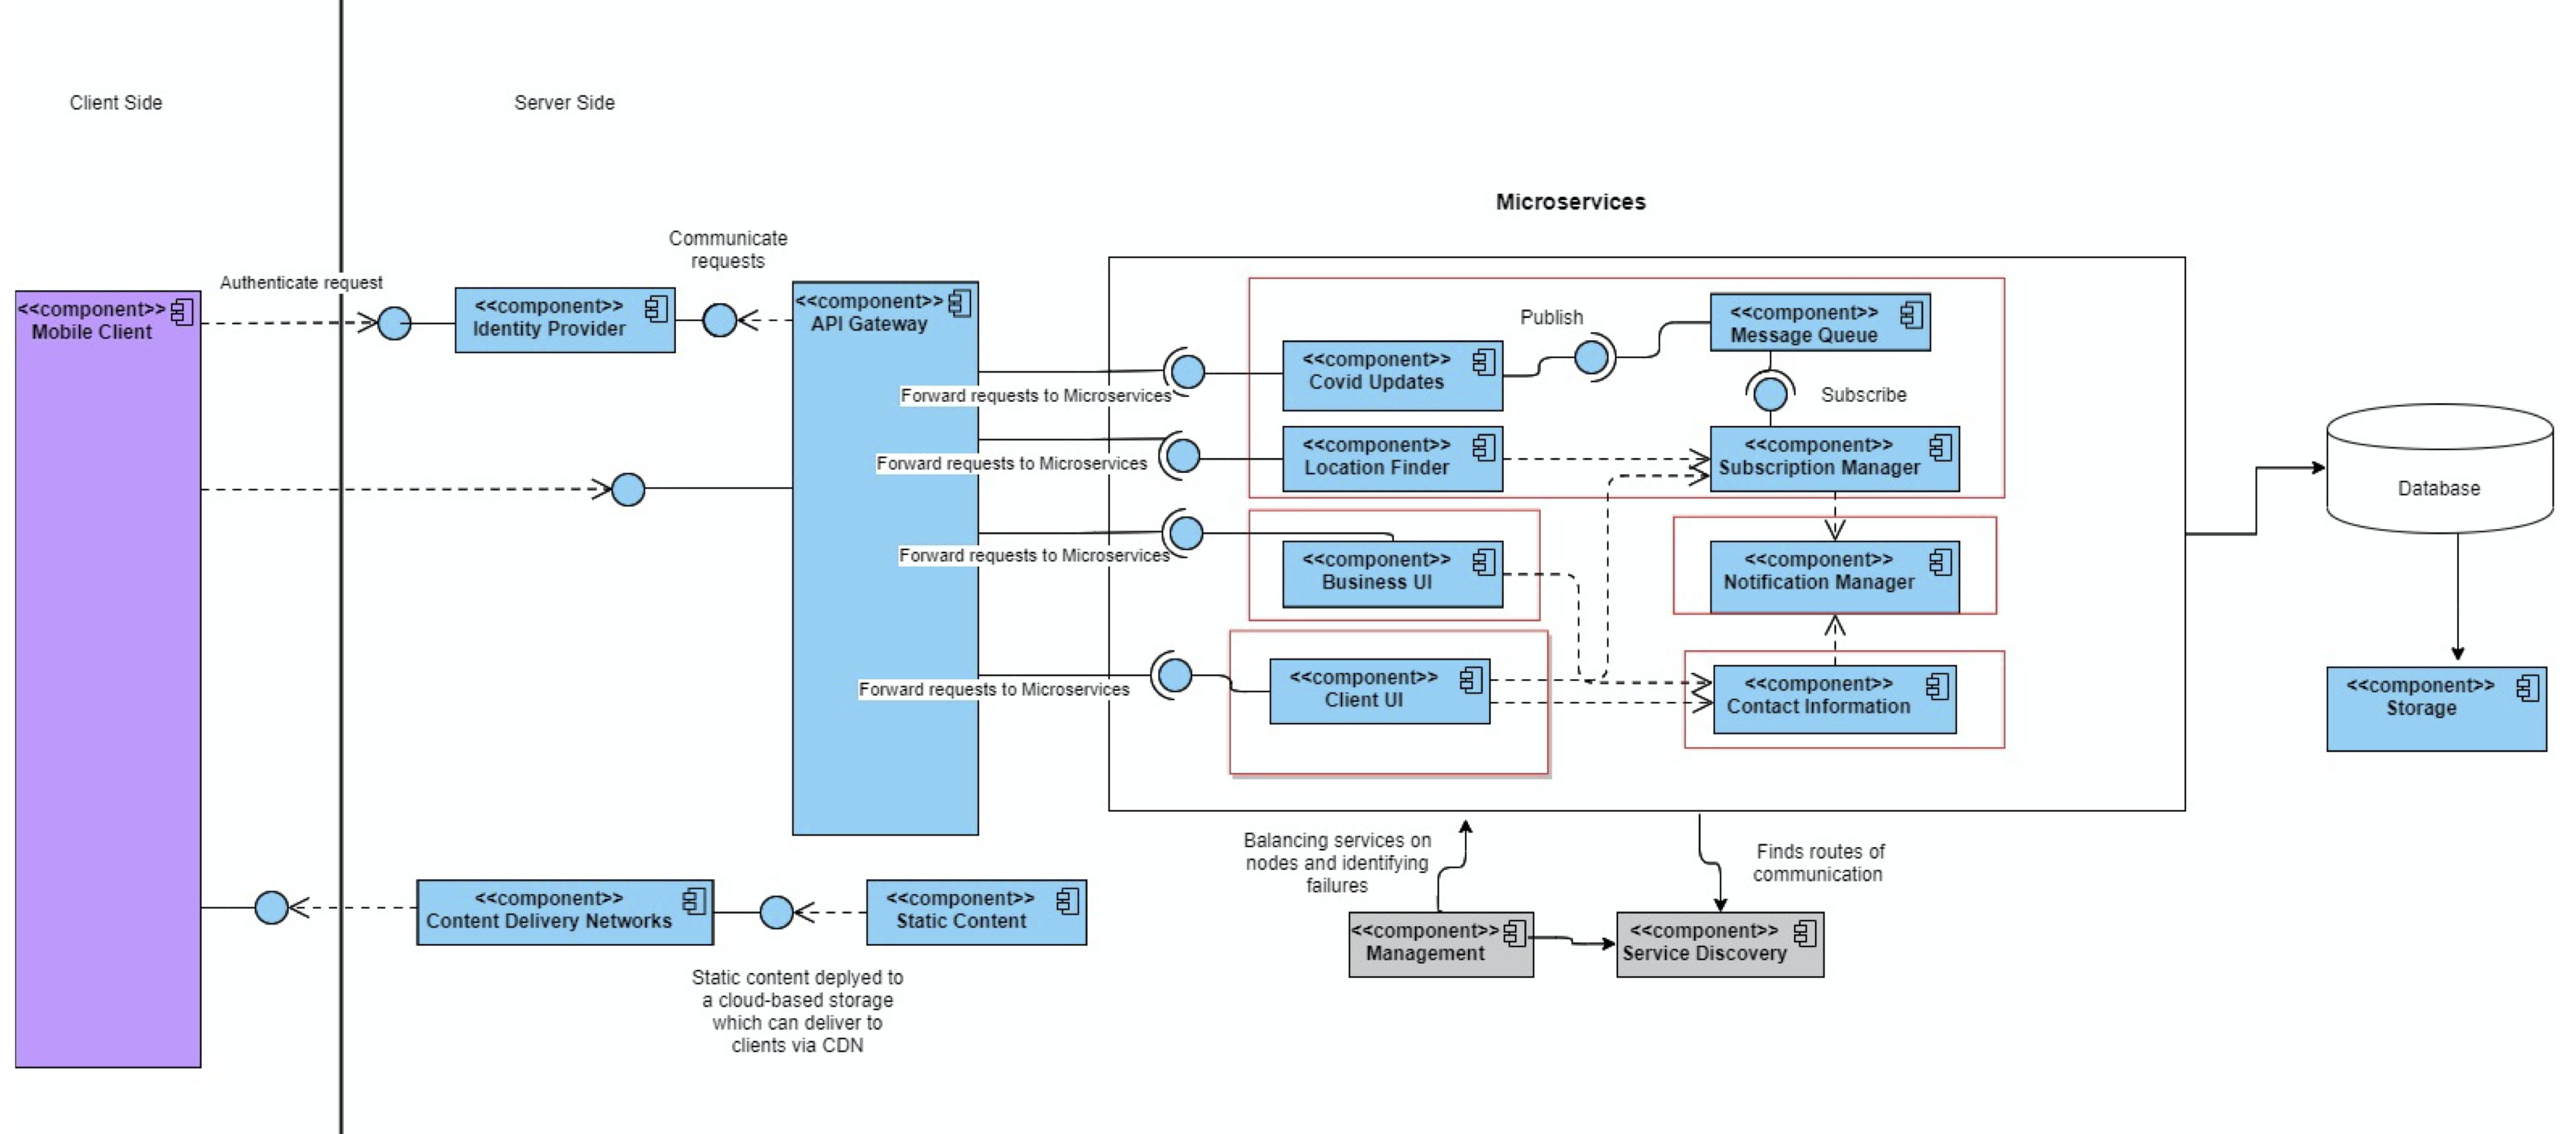 Client Side
Server Side
Microservices
Communicate
requests
Authenticate request
<<component>>
Mobile Client
<<component>>
Identity Provider
<<component>>
API Gateway
Forward requests to Microservices
Forward requests to Microservices
Forward requests to Microservices
Forward requests to Microservices
<<component>>
Covid Updates
Publish
<<component>>
Message Queue
Subscribe
<<component>>
Location Finder
<<component>>
Subscription Manager
<<component>>
Business UI
<<component>>
Notification Manager
<<component>>
Client UI
<<component>>
Contact Information
Database
<<component>>
Storage
Balancing services on
nodes and identifying
failures
Finds routes of
communication
<<component>>
Management
<<component>>
Service Discovery
<<component>>
Content Delivery Networks
<<component>>
Static Content
Static content deplyed to
a cloud-based storage
which can deliver to
clients via CDN